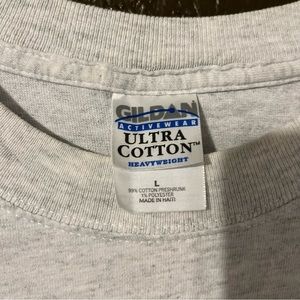 GILDAN
ACTIVEWEAR
ULTRA
COTTON™
HEAVYWEIGHT
L
99% COTTON PRESHRUNK
1% POLYESTER
MADE IN HAITI